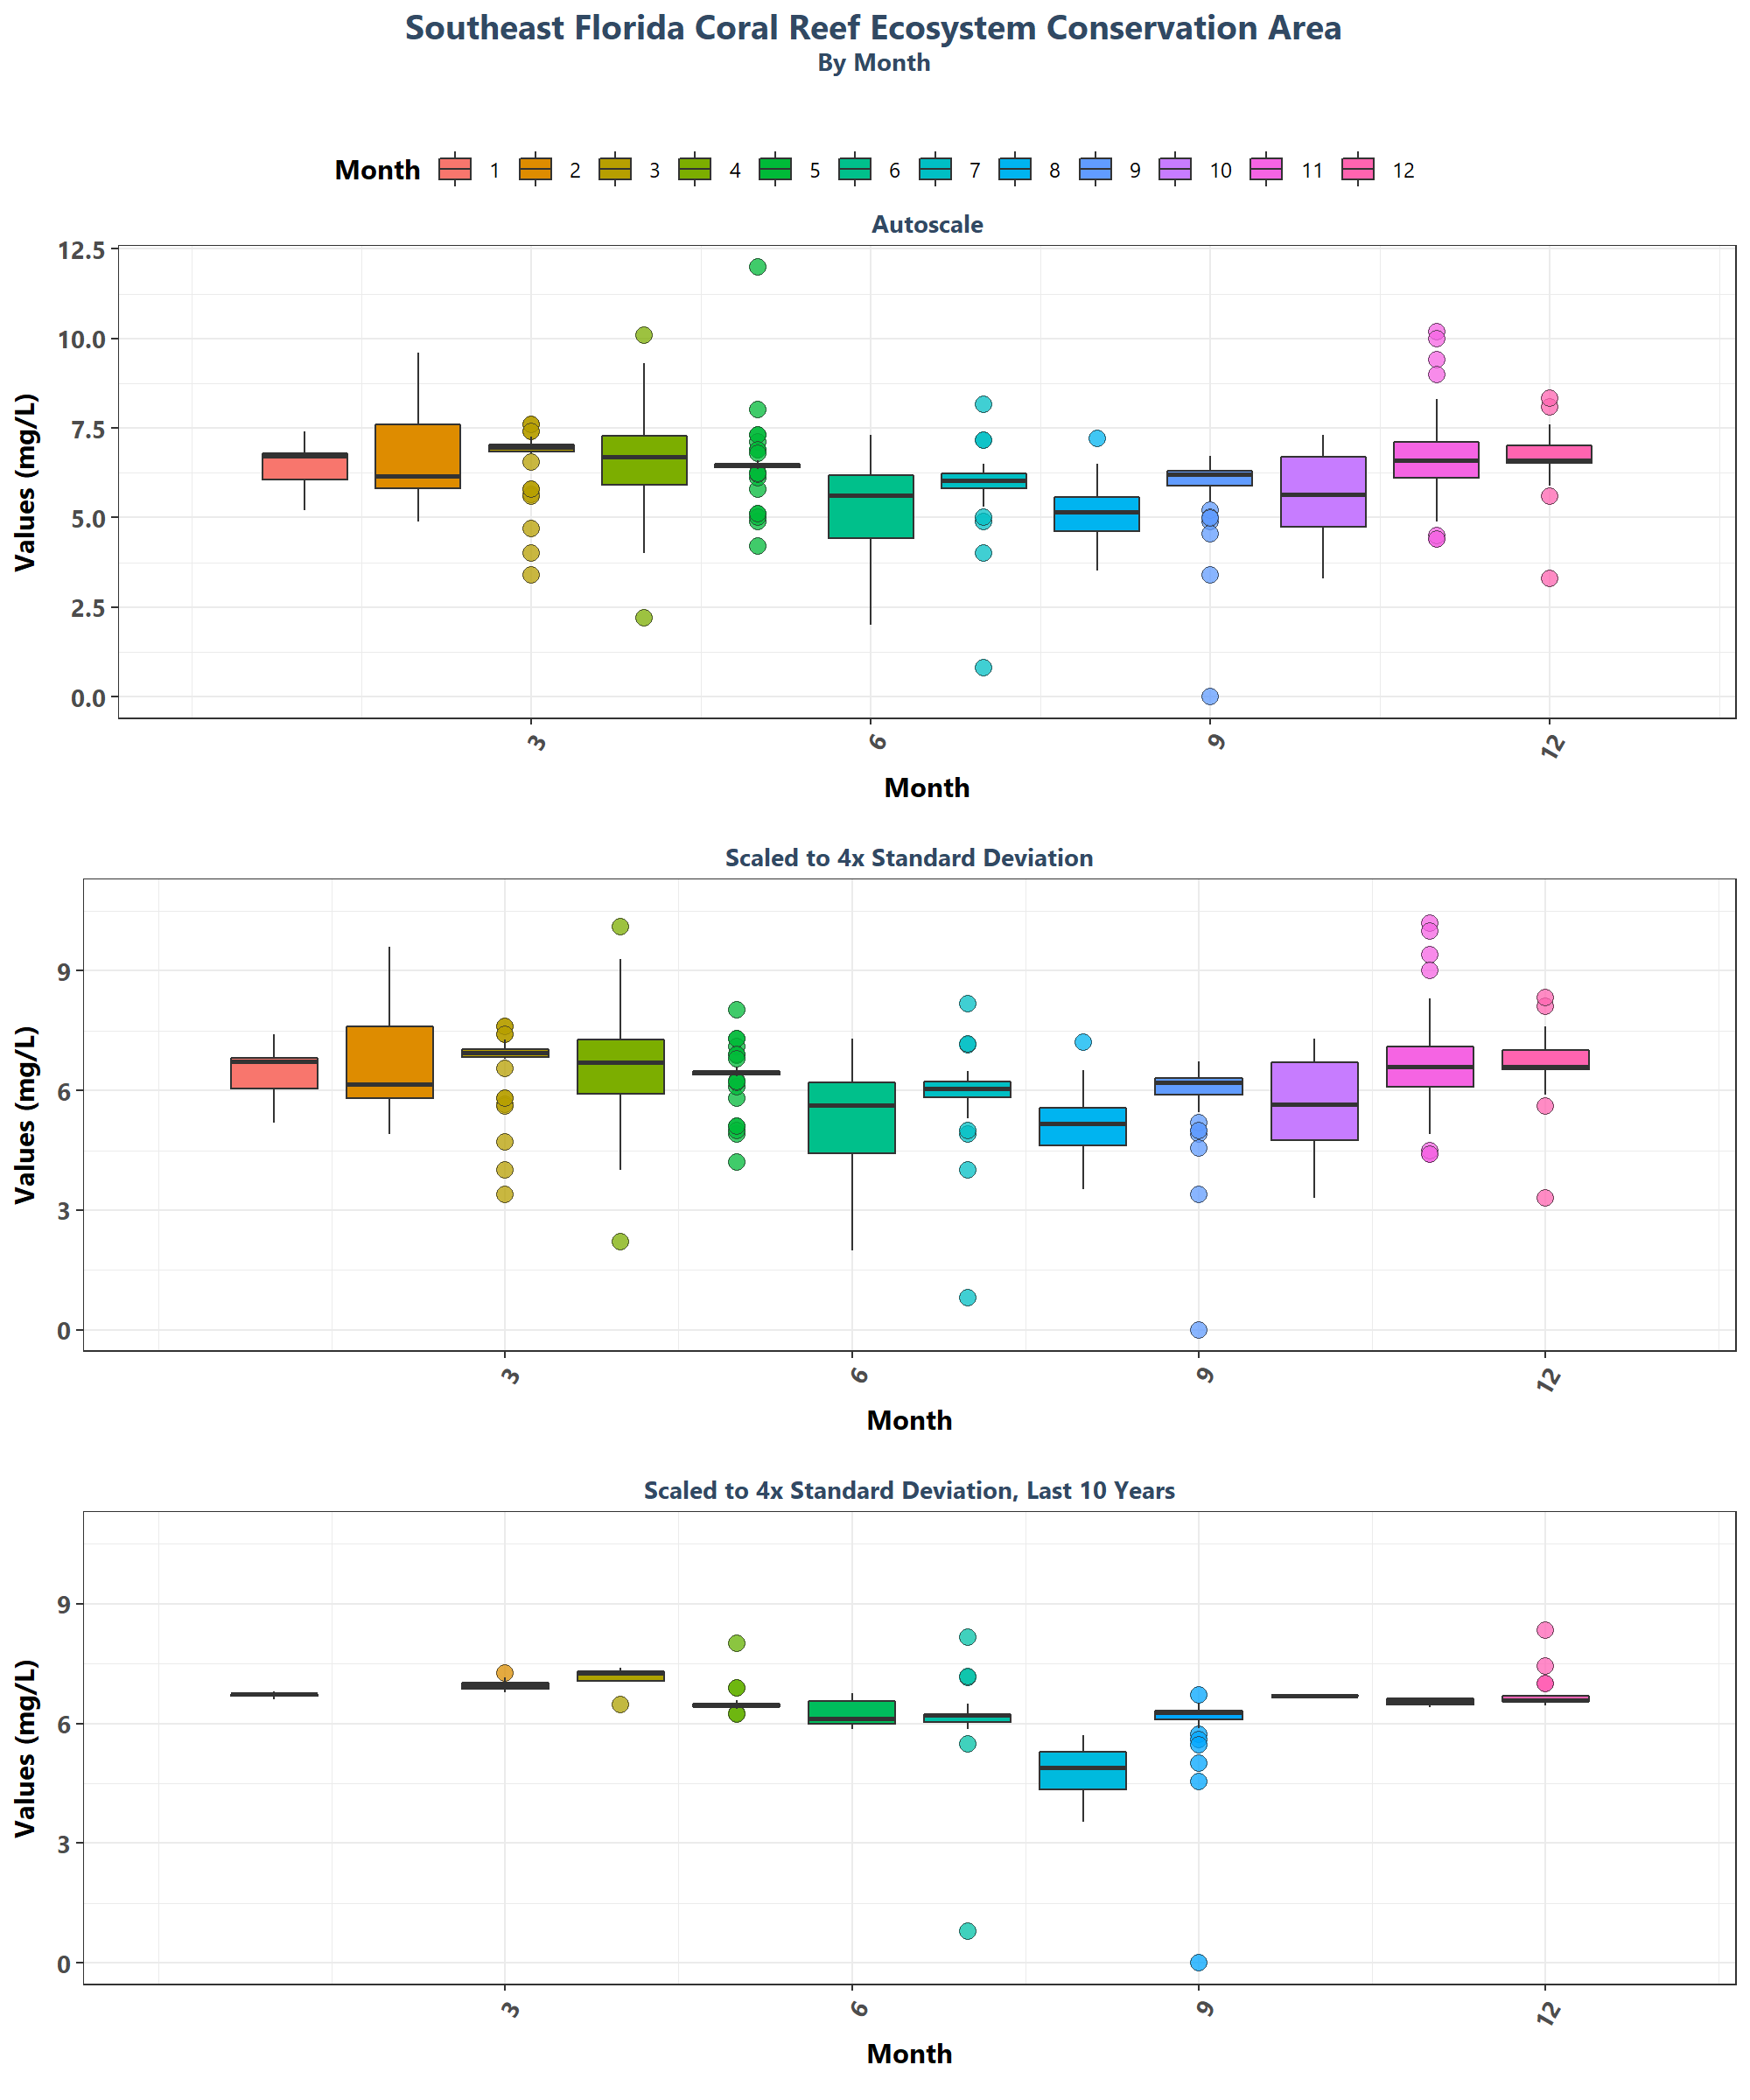 Southeast Florida Coral Reef Ecosystem Conservation Area
By Month
Month 1 2 3 4 5 6 7 8 9 10 11 12
Autoscale
Values (mg/L)
12.5
10.0
7.5
5.0
2.5
0.0
3 6 9 12
Month
Scaled to 4x Standard Deviation
Values (mg/L)
9
6
3
0
3 6 9 12
Month
Scaled to 4x Standard Deviation, Last 10 Years
Values (mg/L)
9
6
3
0
3 6 9 12
Month